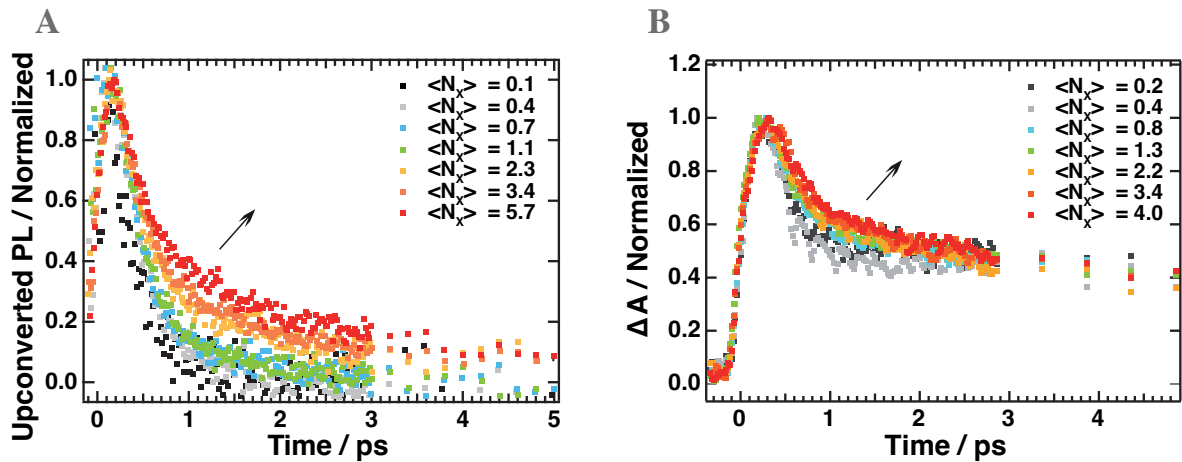 A
Upconverted PL / Normalized
1.0
0.8
0.6
0.4
0.2
0.0
<Nx> = 0.1
<Nx> = 0.4
<Nx> = 0.7
<Nx> = 1.1
<Nx> = 2.3
<Nx> = 3.4
<Nx> = 5.7
0 1 2 3 4 5
Time / ps
B
ΔA / Normalized
1.2
1.0
0.8
0.6
0.4
0.2
0.0
<Nx> = 0.2
<Nx> = 0.4
<Nx> = 0.8
<Nx> = 1.3
<Nx> = 2.2
<Nx> = 3.4
<Nx> = 4.0
0 1 2 3 4
Time / ps